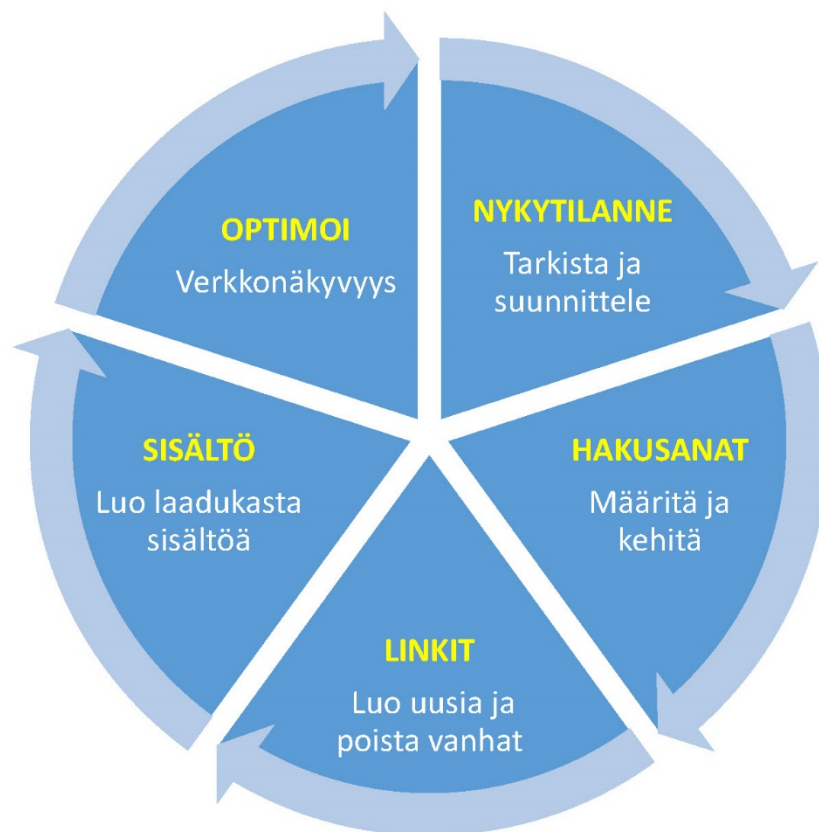 OPTIMOI
Verkkonäkyvyys
NYKYTILANNE
Tarkista ja
suunnittele
SISÄLTÖ
Luo laadukasta
sisältöä
HAKUSANAT
Määritä ja
kehitä
LINKIT
Luo uusia ja
poista vanhat